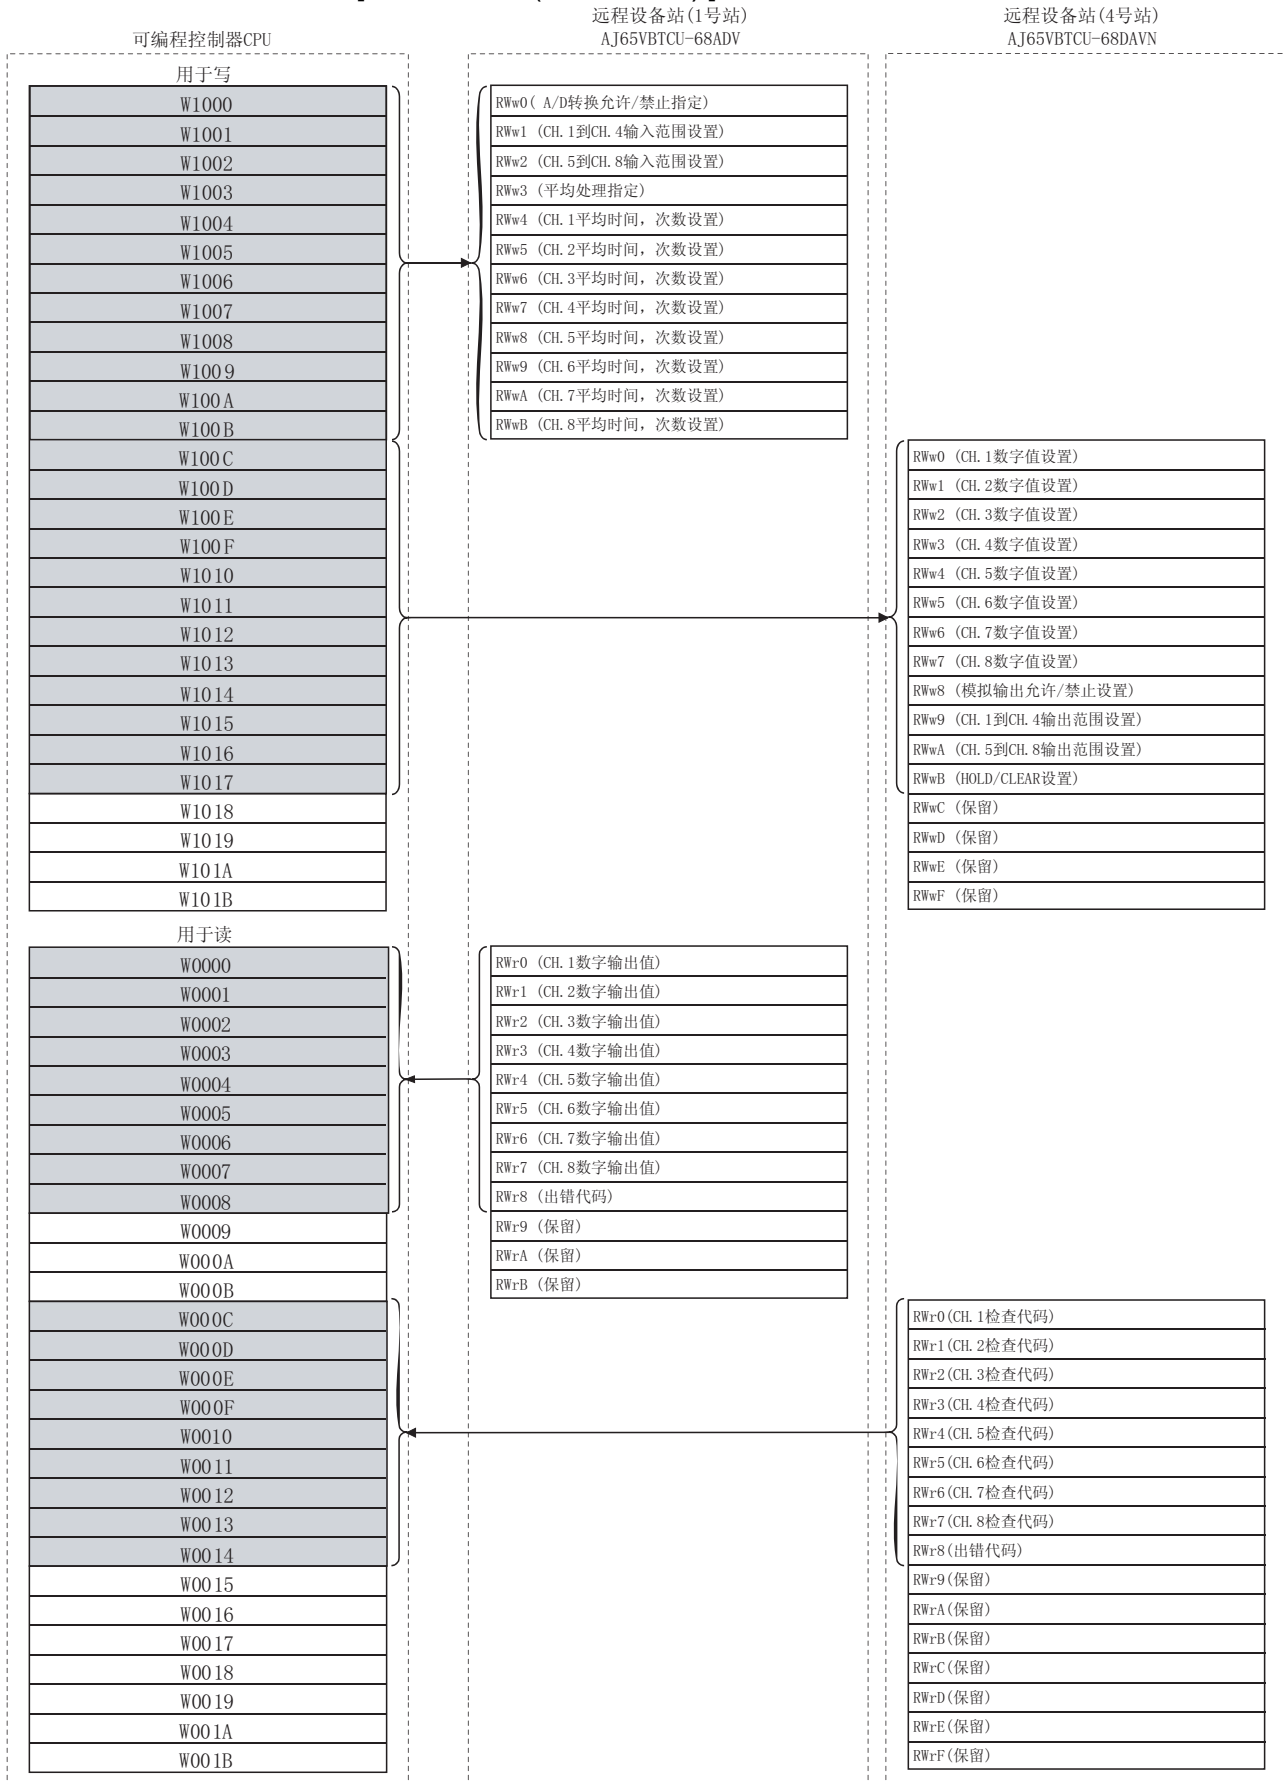 远程设备站(1号站)
AJ65VBTCU-68ADV
远程设备站(4号站)
AJ65VBTCU-68DAVN
可编程控制器CPU
用于写
W1000
W1001
W1002
W1003
W1004
W1005
W1006
W1007
W1008
W1009
W100A
W100B
W100C
W100D
W100E
W100F
W1010
W1011
W1012
W1013
W1014
W1015
W1016
W1017
W1018
W1019
W101A
W101B
RWw0( A/D转换允许/禁止指定)
RWw1 (CH.1到CH.4输入范围设置)
RWw2 (CH.5到CH.8输入范围设置)
RWw3 (平均处理指定)
RWw4 (CH.1平均时间，次数设置)
RWw5 (CH.2平均时间，次数设置)
RWw6 (CH.3平均时间，次数设置)
RWw7 (CH.4平均时间，次数设置)
RWw8 (CH.5平均时间，次数设置)
RWw9 (CH.6平均时间，次数设置)
RWwA (CH.7平均时间，次数设置)
RWwB (CH.8平均时间，次数设置)
RWw0 (CH.1数字值设置)
RWw1 (CH.2数字值设置)
RWw2 (CH.3数字值设置)
RWw3 (CH.4数字值设置)
RWw4 (CH.5数字值设置)
RWw5 (CH.6数字值设置)
RWw6 (CH.7数字值设置)
RWw7 (CH.8数字值设置)
RWw8 (模拟输出允许/禁止设置)
RWw9 (CH.1到CH.4输出范围设置)
RWwA (CH.5到CH.8输出范围设置)
RWwB (HOLD/CLEAR设置)
RWwC (保留)
RWwD (保留)
RWwE (保留)
RWwF (保留)
用于读
W0000
W0001
W0002
W0003
W0004
W0005
W0006
W0007
W0008
W0009
W000A
W000B
W000C
W000D
W000E
W000F
W0010
W0011
W0012
W0013
W0014
W0015
W0016
W0017
W0018
W0019
W001A
W001B
RWr0 (CH.1数字输出值)
RWr1 (CH.2数字输出值)
RWr2 (CH.3数字输出值)
RWr3 (CH.4数字输出值)
RWr4 (CH.5数字输出值)
RWr5 (CH.6数字输出值)
RWr6 (CH.7数字输出值)
RWr7 (CH.8数字输出值)
RWr8 (出错代码)
RWr9 (保留)
RWrA (保留)
RWrB (保留)
RWr0(CH.1检查代码)
RWr1(CH.2检查代码)
RWr2(CH.3检查代码)
RWr3(CH.4检查代码)
RWr4(CH.5检查代码)
RWr5(CH.6检查代码)
RWr6(CH.7检查代码)
RWr7(CH.8检查代码)
RWr8(出错代码)
RWr9(保留)
RWrA(保留)
RWrB(保留)
RWrC(保留)
RWrD(保留)
RWrE(保留)
RWrF(保留)